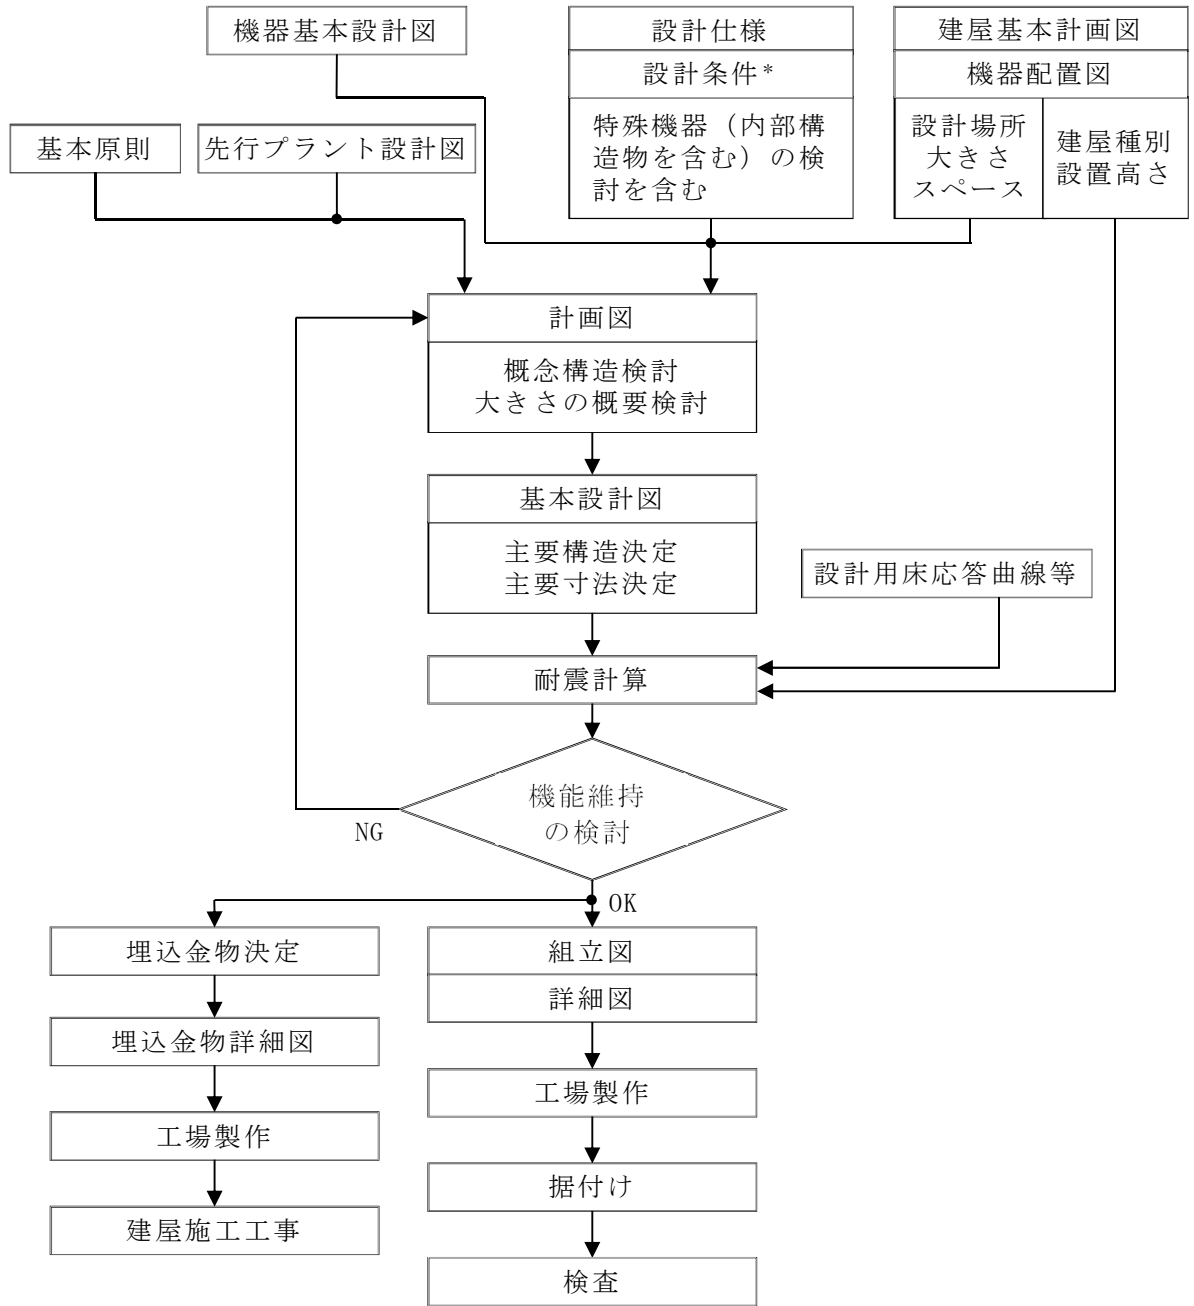 機器基本設計図
設計仕様
設計条件*
特殊機器（内部構
造物を含む）の検
討を含む
建屋基本計画図
機器配置図
設計場所
大きさ
スペース
建屋種別
設置高さ
基本原則
先行プラント設計図
計画図
概念構造検討
大きさの概要検討
基本設計図
主要構造決定
主要寸法決定
設計用床応答曲線等
耐震計算
機能維持
の検討
NG
OK
埋込金物決定
埋込金物詳細図
工場製作
建屋施工工事
組立図
詳細図
工場製作
据付け
検査